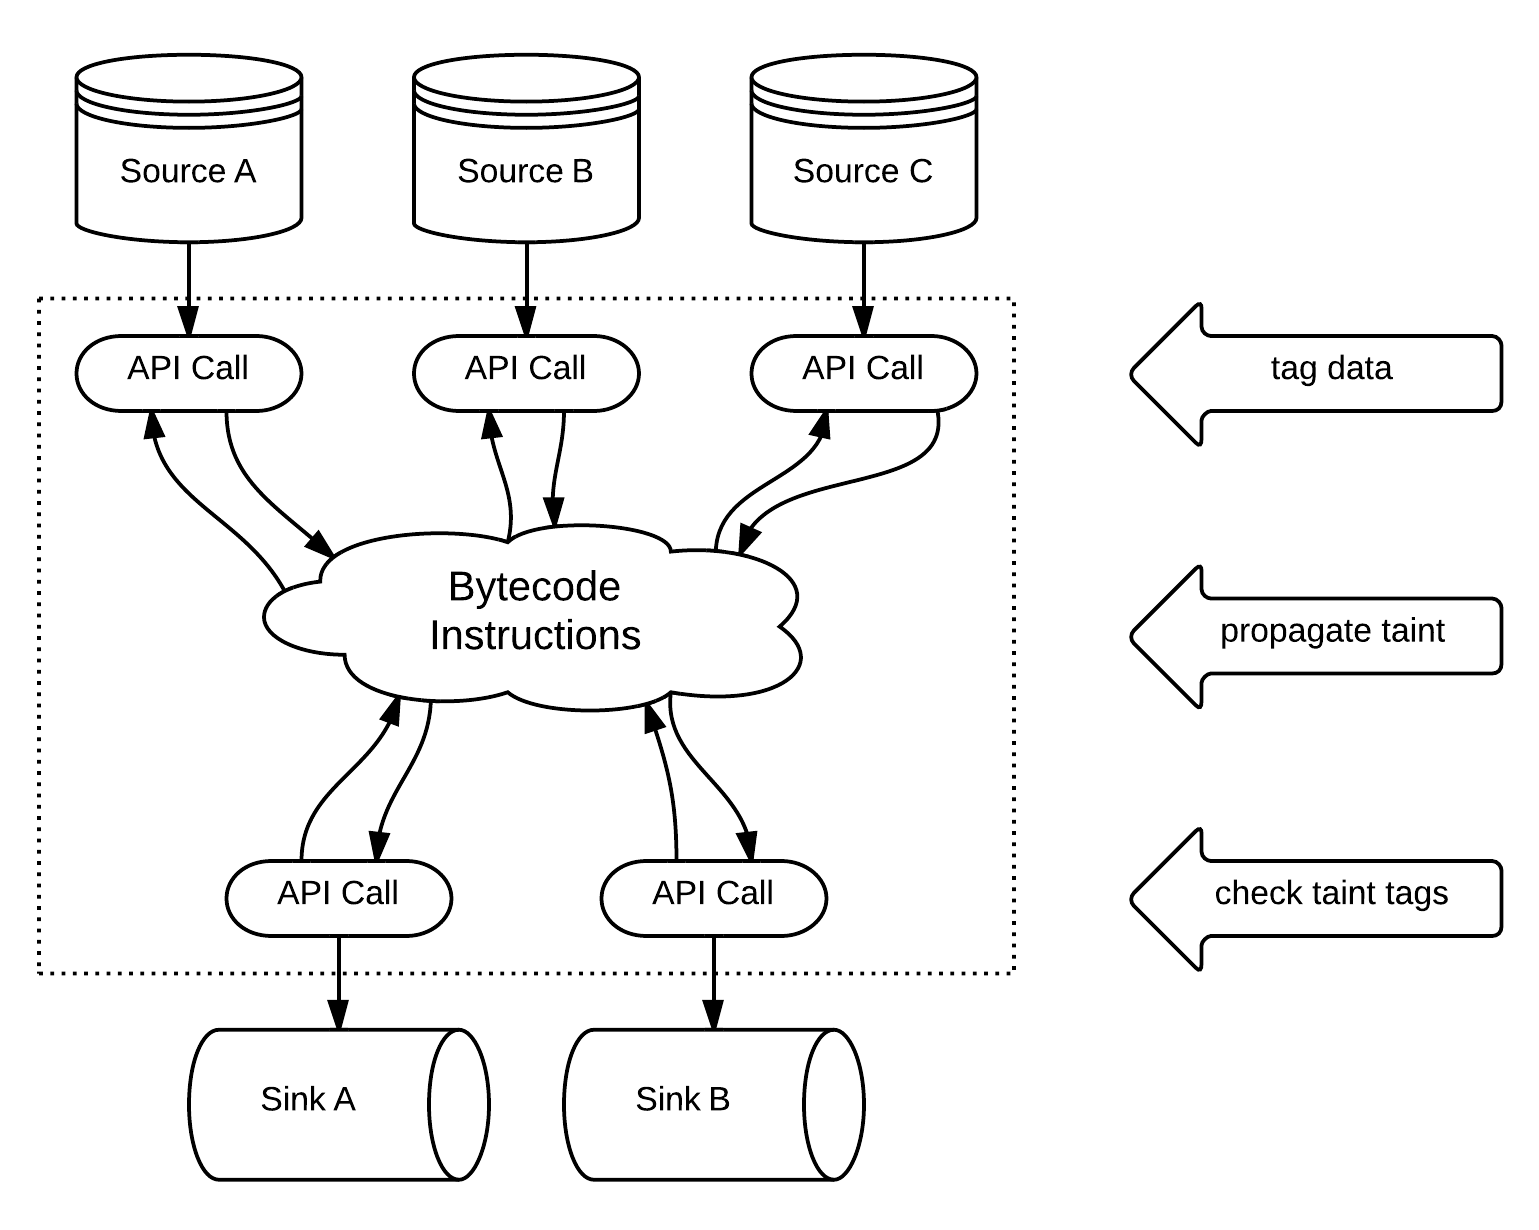 Source A
Source B
Source C
API Call
API Call
API Call
tag data
Bytecode
Instructions
propagate taint
API Call
API Call
check taint tags
Sink A
Sink B